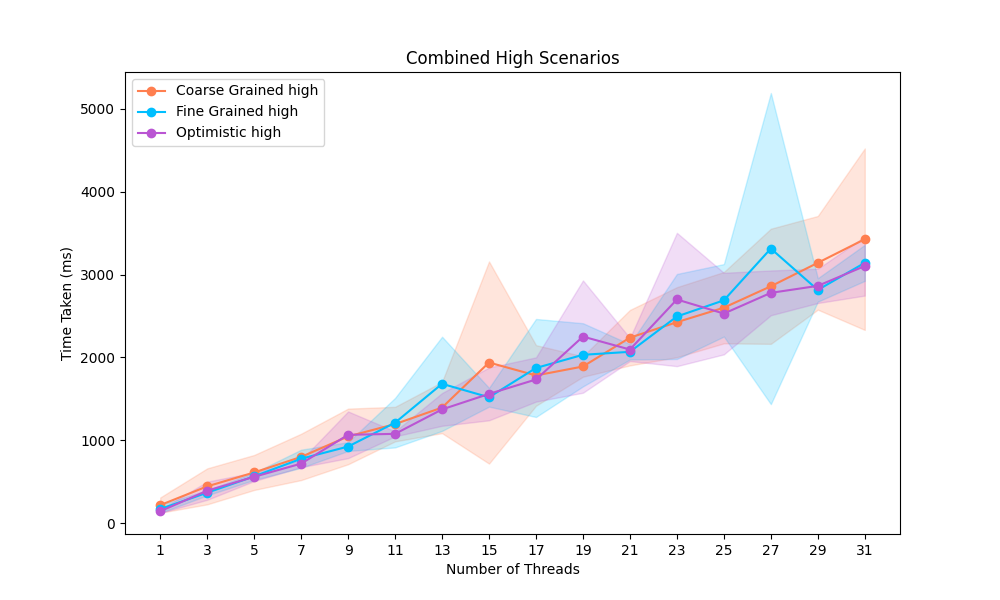 Combined High Scenarios
Coarse Grained high
Fine Grained high
Optimistic high
Time Taken (ms)
5000
4000
3000
2000
1000
0
1 3 5 7 9 11 13 15 17 19 21 23 25 27 29 31
Number of Threads